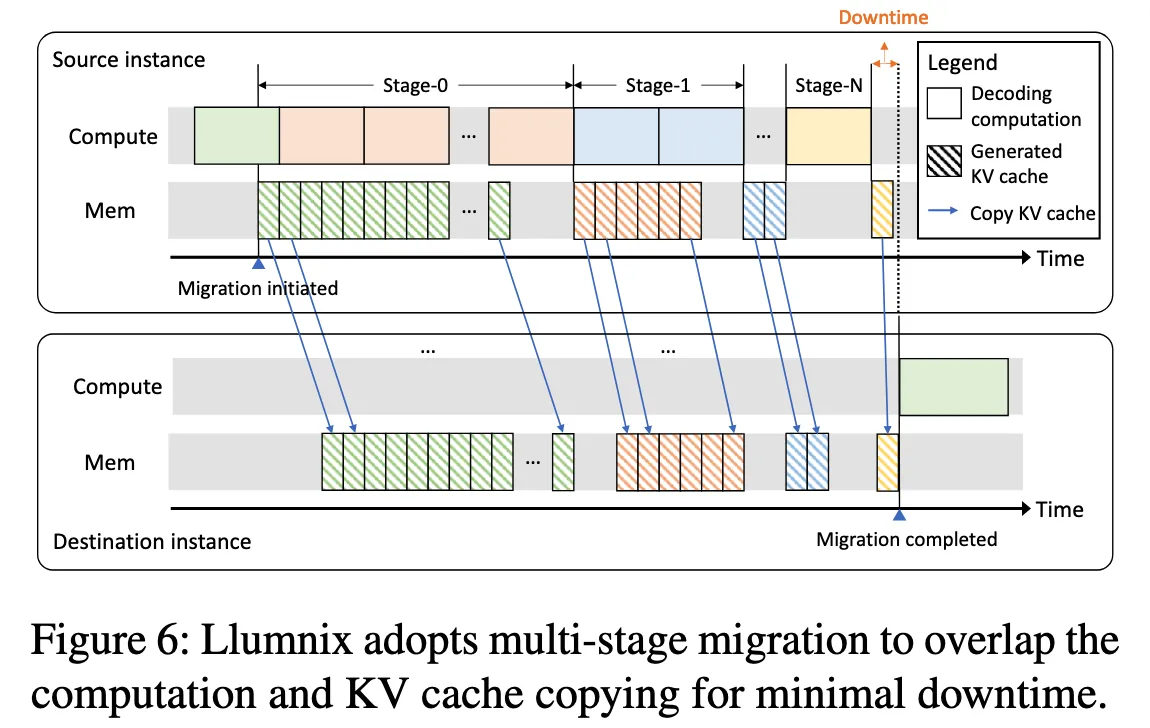 Downtime
Source instance
Stage-0
Stage-1
Stage-N
Legend
Decoding
computation
Generated
KV cache
Copy KV cache
Compute
...
...
Mem
...
Time
Migration initiated
...
...
Compute
Mem
...
Time
Destination instance
Migration completed
Figure 6: Llumnix adopts multi-stage migration to overlap the
computation and KV cache copying for minimal downtime.